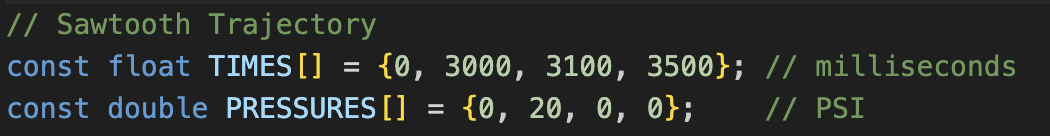 // Sawtooth Trajectory
const float TIMES[] = {0, 3000, 3100, 3500}; // milliseconds
const double PRESSURES[] = {0, 20, 0, 0};    // PSI